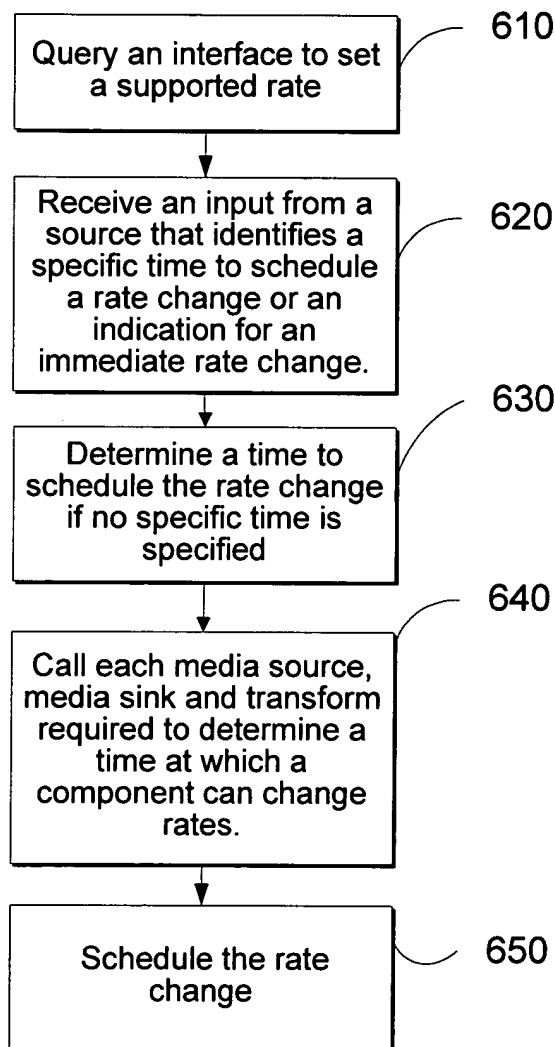 610
Query an interface to set
a supported rate
620
Receive an input from a
source that identifies a
specific time to schedule
a rate change or an
indication for an
immediate rate change.
630
Determine a time to
schedule the rate change
if no specific time is
specified
640
Call each media source,
media sink and transform
required to determine a
time at which a
component can change
rates.
650
Schedule the rate
change